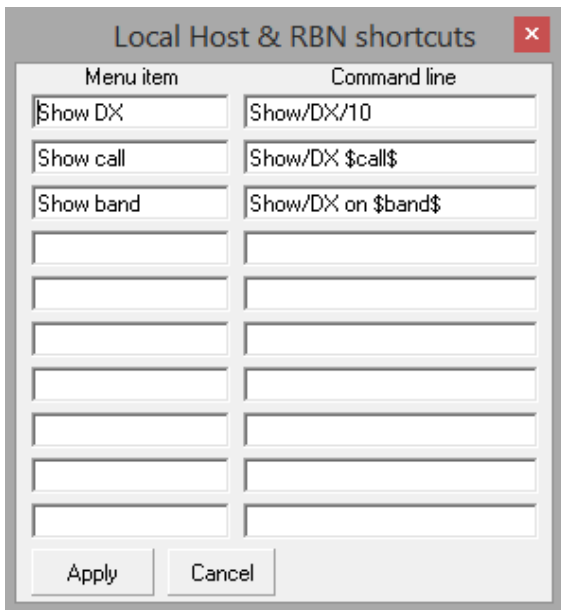 Local Host & RBN shortcuts
x
Menu item Command line
Show DX Show/DX/10
Show call Show/DX $call$
Show band Show/DX on $band$
Apply Cancel